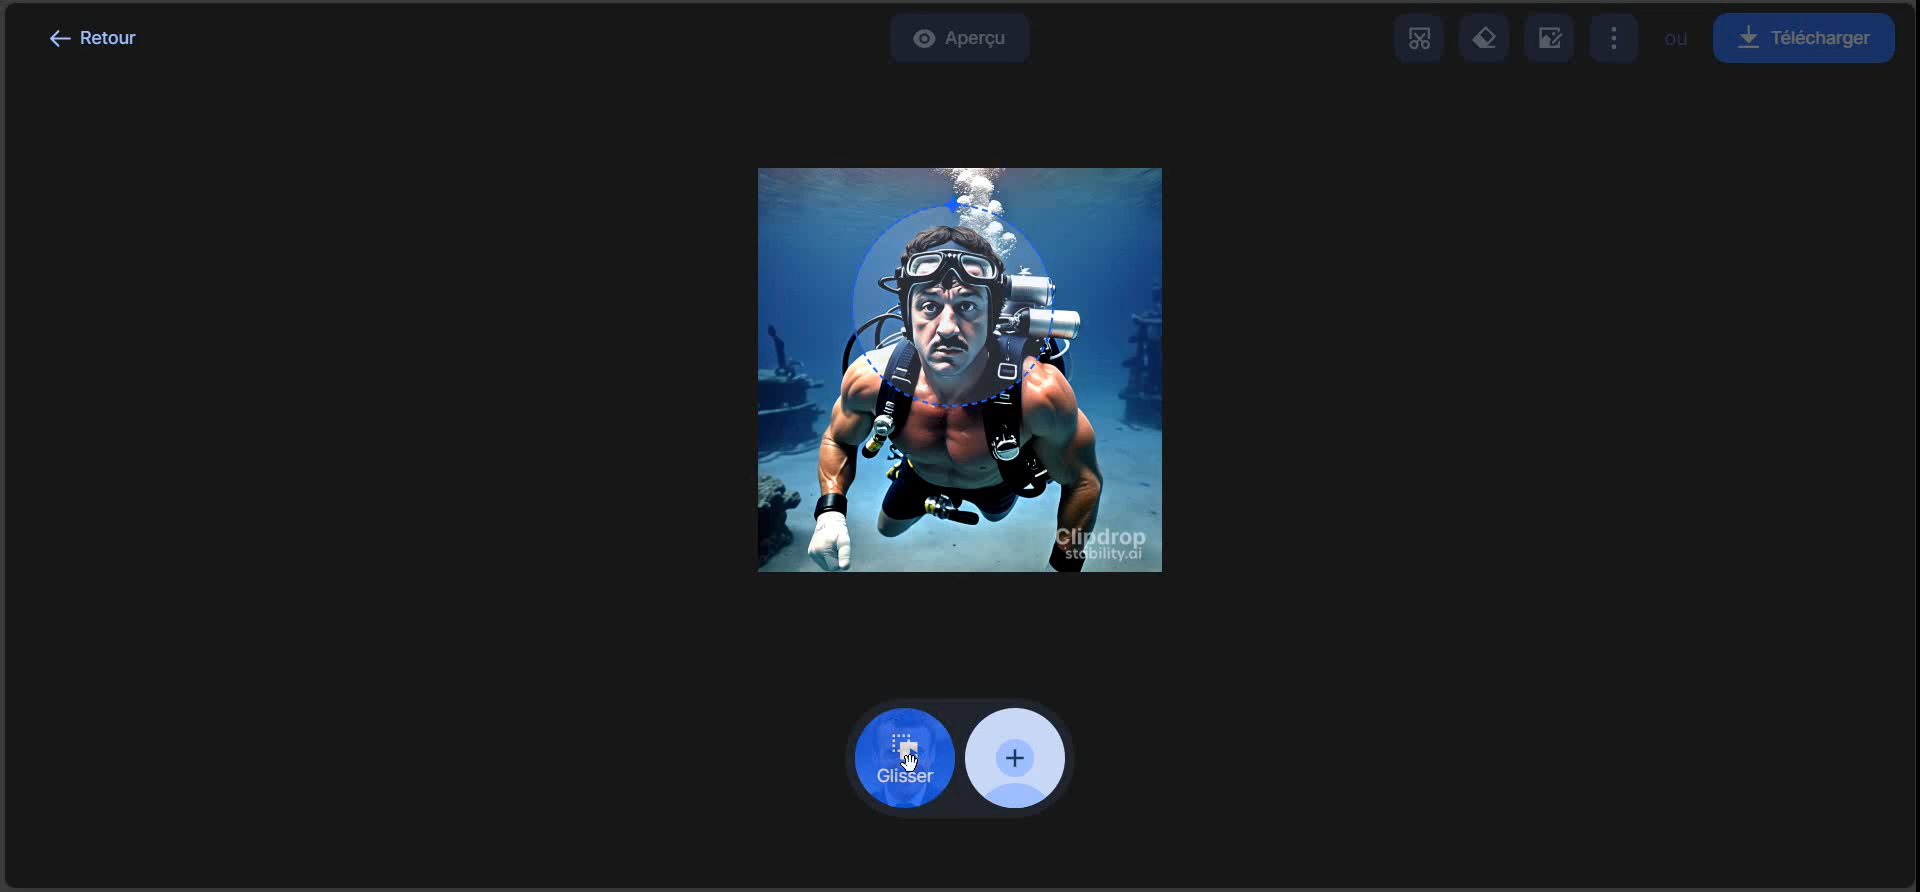 Retour
Aperçu
ou
Télécharger
Clipdrop
stability.ai
Glisser